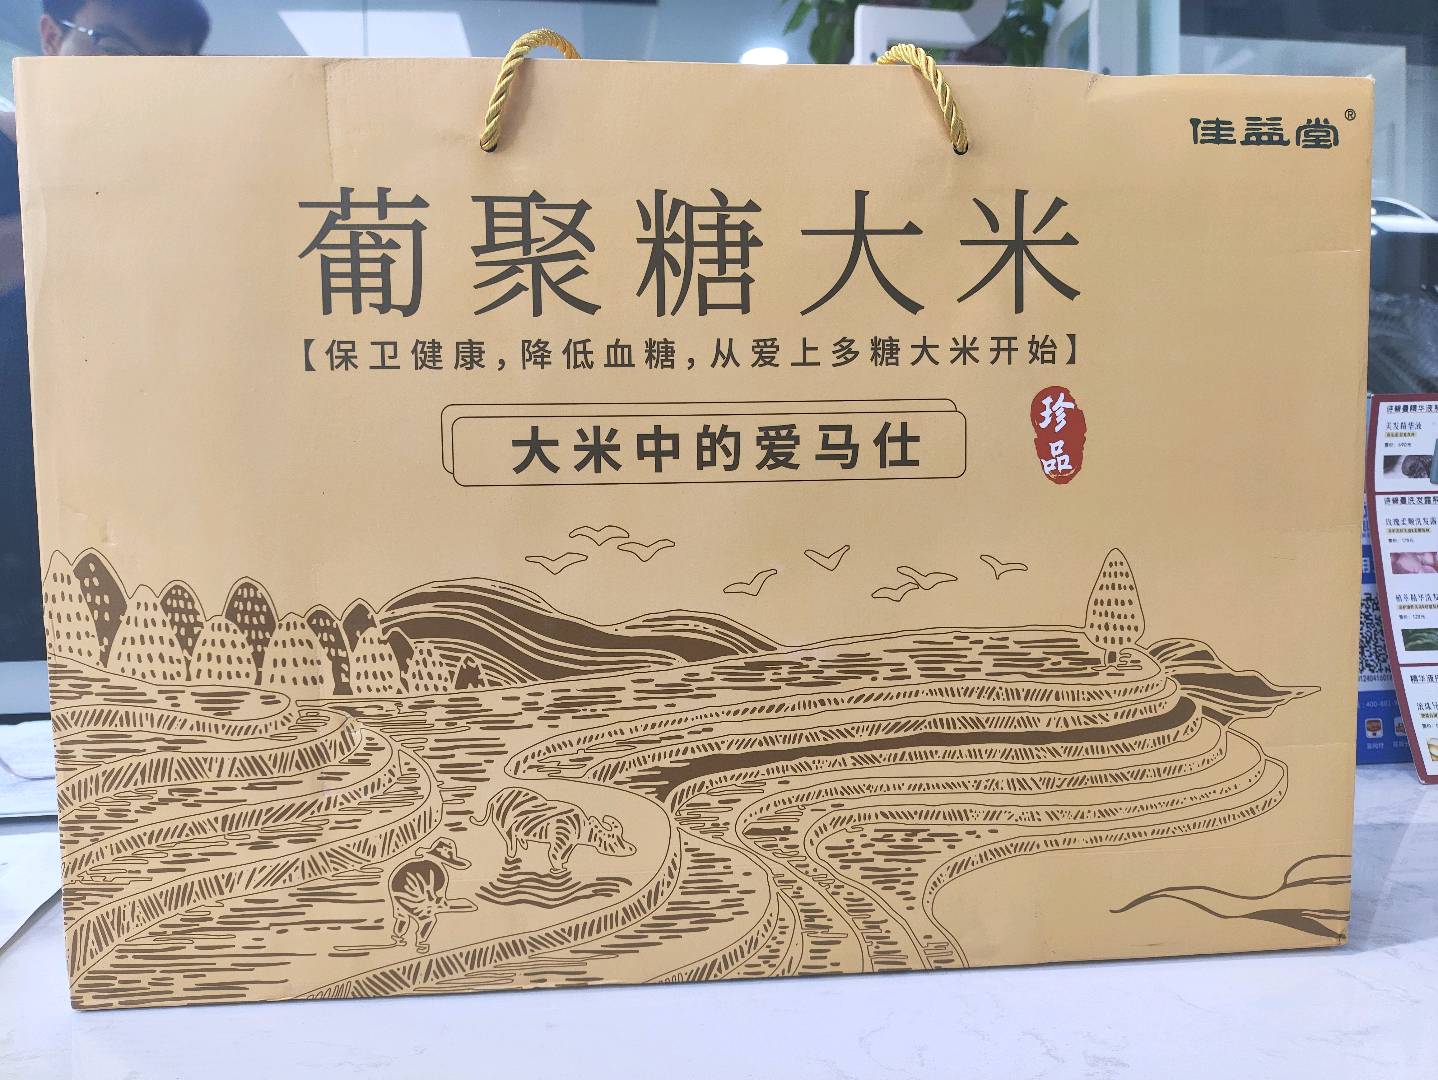 佳益堂®
葡聚糖大米
【保卫健康,降低血糖,从爱上多糖大米开始】
大米中的爱马仕
珍品